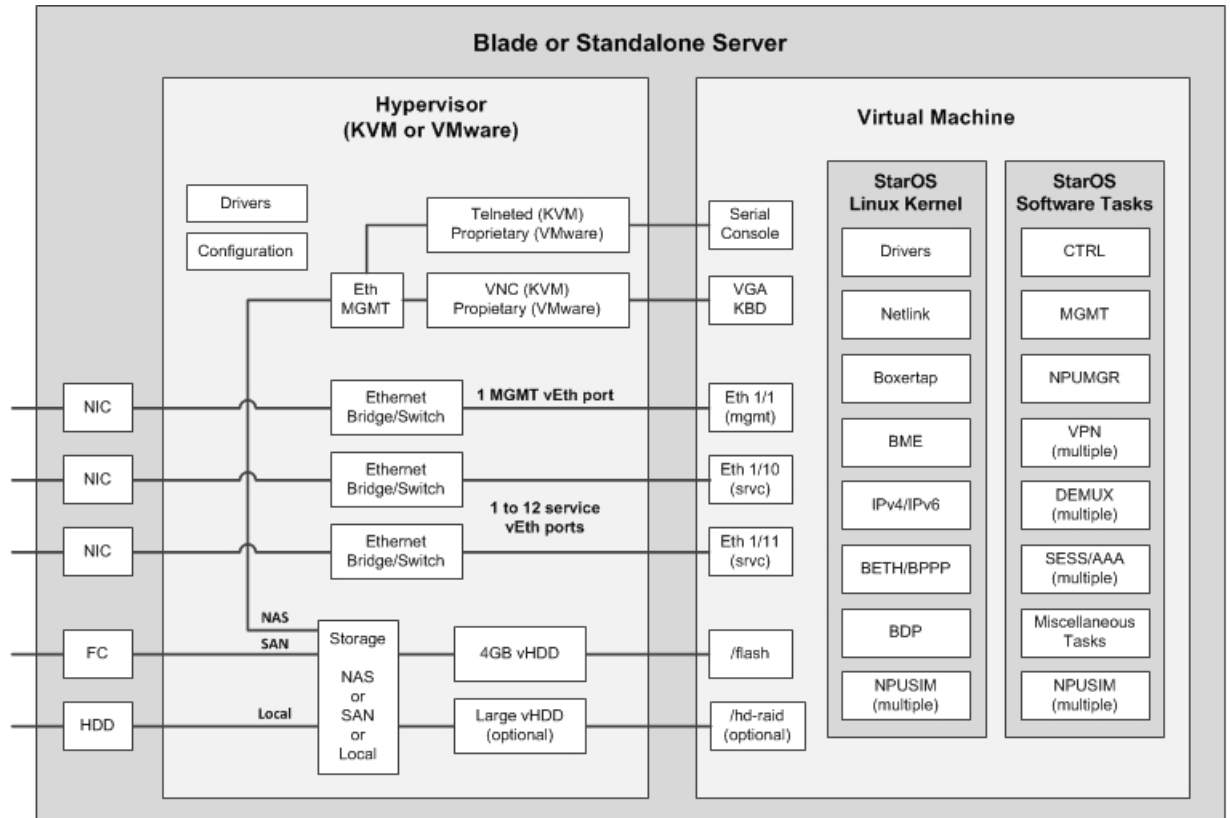 Blade or Standalone Server
Hypervisor
(KVM or VMware)
Drivers
Configuration
Telneted (KVM)
Proprietary (VMware)
Eth
MGMT
VNC (KVM)
Propietary (VMware)
NIC
Ethernet
Bridge/Switch
1 MGMT vEth port
NIC
Ethernet
Bridge/Switch
1 to 12 service
vEth ports
NIC
Ethernet
Bridge/Switch
NAS
SAN
FC
Storage
NAS
or
SAN
or
Local
4GB vHDD
HDD
Local
Large vHDD
(optional)
Virtual Machine
Serial
Console
VGA
KBD
Eth 1/1
(mgmt)
Eth 1/10
(srvc)
Eth 1/11
(srvc)
/flash
/hd-raid
(optional)
StarOS
Linux Kernel
Drivers
Netlink
Boxertap
BME
IPv4/IPv6
BETH/BPPP
BDP
NPUSIM
(multiple)
StarOS
Software Tasks
CTRL
MGMT
NPUMGR
VPN
(multiple)
DEMUX
(multiple)
SESS/AAA
(multiple)
Miscellaneous
Tasks
NPUSIM
(multiple)